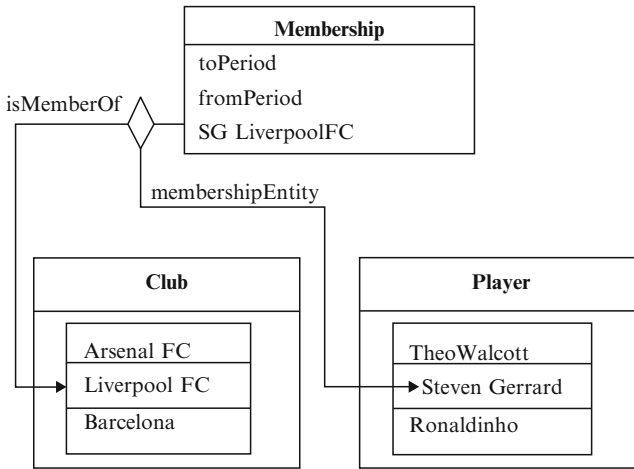 Membership
toPeriod
fromPeriod
SG LiverpoolFC
isMemberOf
membershipEntity
Club
Arsenal FC
Liverpool FC
Barcelona
Player
TheoWalcott
Steven Gerrard
Ronaldinho